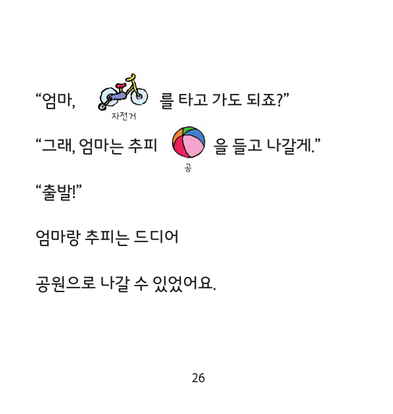 “엄마, 를 타고 가도 되죠?”
자전거
“그래, 엄마는 추피 을 들고 나갈게.”
공
“출발!”
엄마랑 추피는 드디어
공원으로 나갈 수 있었어요.
26